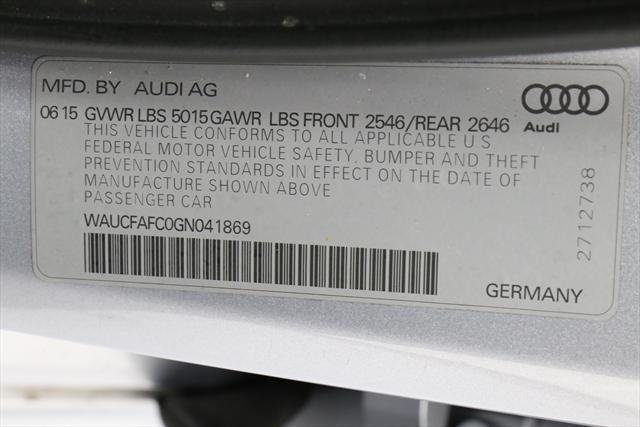 MFD. BY AUDI AG
06 15 GVWR LBS 5015 GAWR LBS FRONT 2546/REAR 2646
Audi
THIS VEHICLE CONFORMS TO ALL APPLICABLE U.S
FEDERAL MOTOR VEHICLE SAFETY, BUMPER AND THEFT
PREVENTION STANDARDS IN EFFECT ON THE DATE OF
MANUFACTURE SHOWN ABOVE
PASSENGER CAR
WAUCFAFC0GN041869
2712738
GERMANY